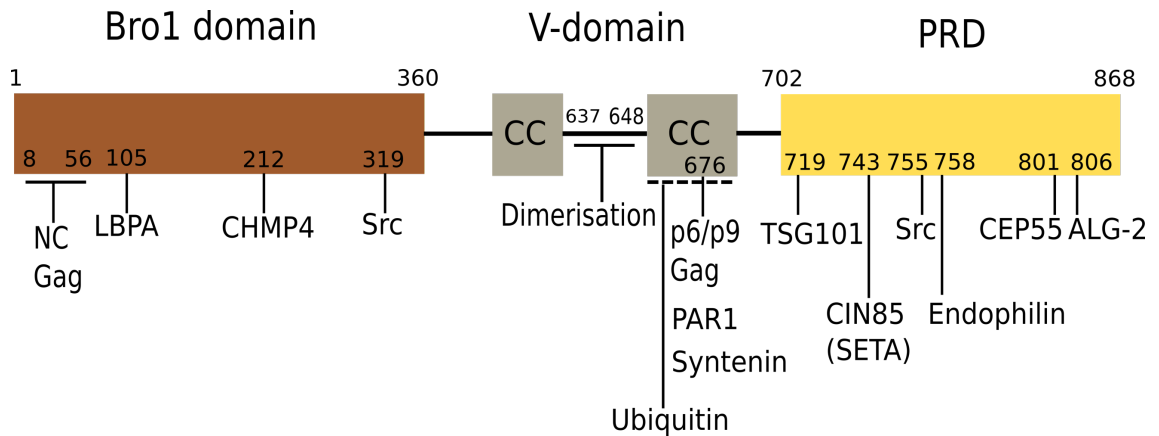 Bro1 domain
V-domain
PRD
1
360
702
868
CC
637
648
CC
8
56
105
212
319
676
719
743
755
758
801
806
NC
Gag
LBPA
CHMP4
Src
Dimerisation
p6/p9
Gag
PAR1
Syntenin
Ubiquitin
TSG101
CIN85
(SETA)
Src
Endophilin
CEP55
ALG-2